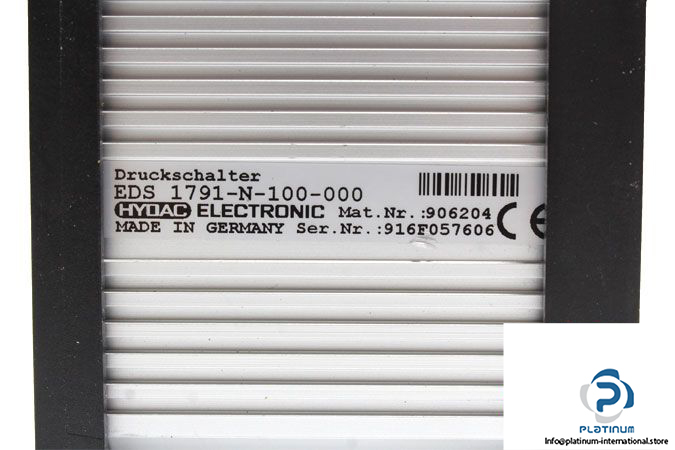 Druckschalter
EDS 1791-N-100-000
HYDAC ELECTRONIC Mat.Nr.:906204
MADE IN GERMANY Ser.Nr.:916F057606
CE
PLATINUM
Info@platinum-international.store